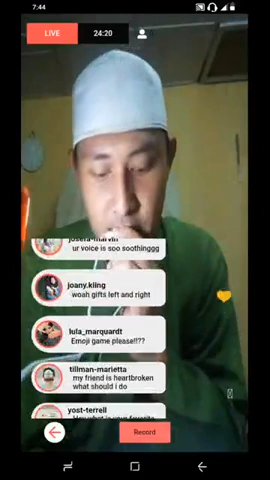 7:44
LIVE
24:20
josefa-marvin
ur voice is soo soothinggg
joany.kling
woah gifts left and right
lula_marquardt
Emoji game please!!??
tillman-marietta
my friend is heartbroken
what should i do
yost-terrell
Record